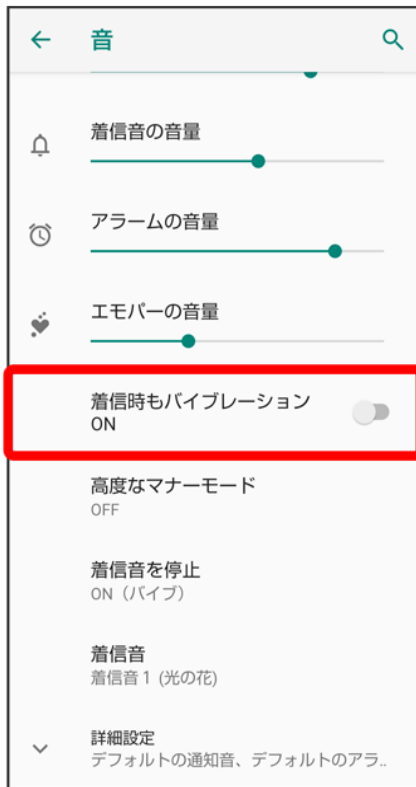 音
着信音の音量
アラームの音量
エモパーの音量
着信時もバイブレーション
ON
高度なマナーモード
OFF
着信音を停止
ON（バイブ）
着信音
着信音 1 (光の花)
詳細設定
デフォルトの通知音、デフォルトのアラ..